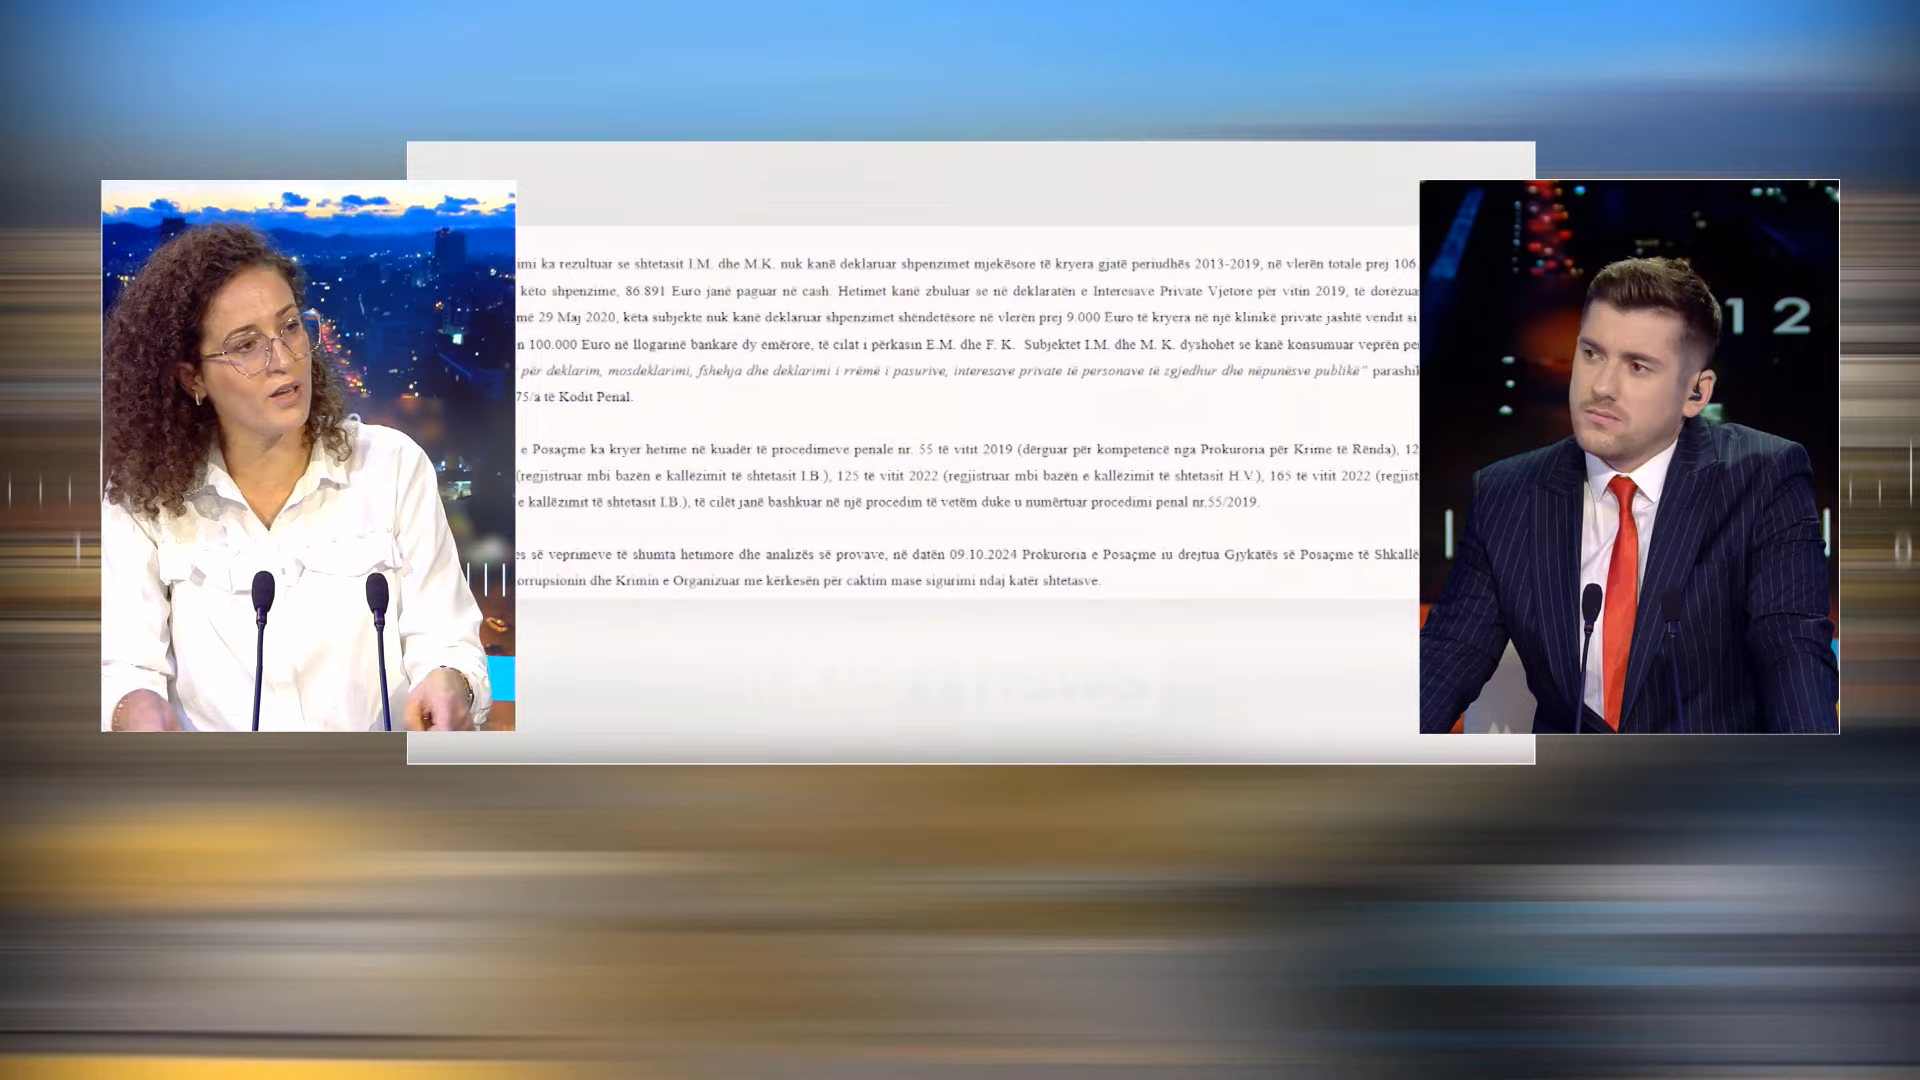 imi ka rezultuar se shtetasit I.M. dhe M.K. nuk kanë deklaruar shpenzimet mjekësore të kryera gjatë periudhës 2013-2019, në vlerën totale prej 106.
këto shpenzime, 86.891 Euro janë paguar në cash. Hetimet kanë zbuluar se në deklaratën e Interesave Private Vjetore për vitin 2019, të dorëzua
më 29 Maj 2020, këta subjekte nuk kanë deklaruar shpenzimet shëndetësore në vlerën prej 9.000 Euro të kryera në një klinikë private jashtë vendit si
n 100.000 Euro në llogarinë bankare dy emërore, të cilat i përkasin E.M. dhe F. K. Subjektet I.M. dhe M. K. dyshohet se kanë konsumuar veprën pe
për deklarim, mosdeklarimi, fshehja dhe deklarimi i rrëmë i pasurive, interesave private të personave të zgjedhur dhe nëpunësve publikë" parashil
75/a të Kodit Penal.
e Posaçme ka kryer hetime në kuadër të procedimeve penale nr. 55 të vitit 2019 (dërguar për kompetencë nga Prokuroria për Krime të Rënda), 12
(regjistruar mbi bazën e kallëzimit të shtetasit I.B.), 125 të vitit 2022 (regjistruar mbi bazën e kallëzimit të shtetasit H.V.), 165 të vitit 2022 (regjist
e kallëzimit të shtetasit I.B.), të cilët janë bashkuar në një procedim të vetëm duke u numërtuar procedimi penal nr.55/2019.
s së veprimeve të shumta hetimore dhe analizës së provave, në datën 09.10.2024 Prokuroria e Posaçme iu drejtua Gjykatës së Posaçme të Shkallë
orrupsionin dhe Krimin e Organizuar me kërkesën për caktim mase sigurimi ndaj katër shtetasve.
12